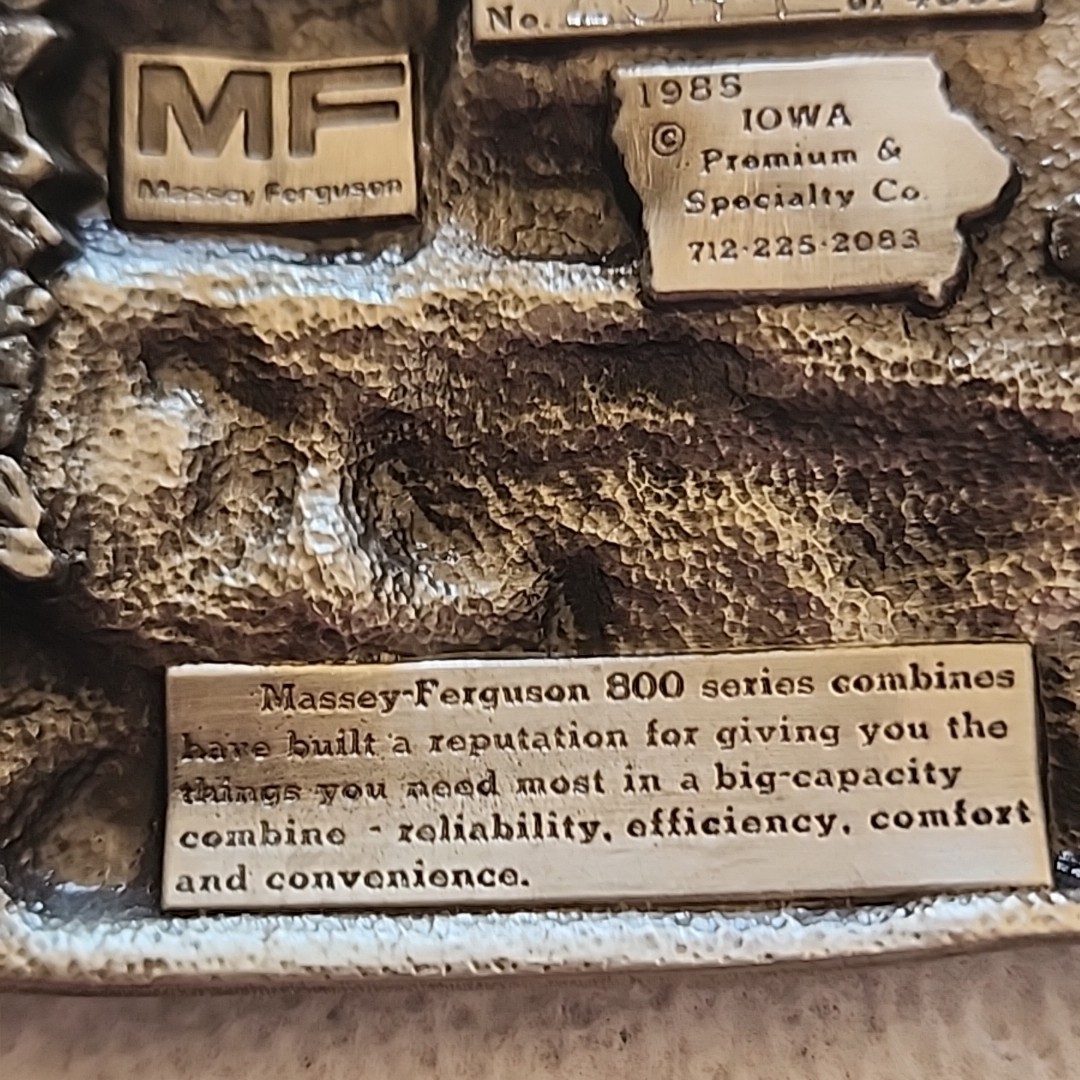 No.
MF
Massey Ferguson
1985
IOWA
© Premium &
Specialty Co.
712-225-2083
Massey-Ferguson 800 series combines
have built a reputation for giving you the
things you need most in a big-capacity
combine - reliability, efficiency, comfort
and convenience.